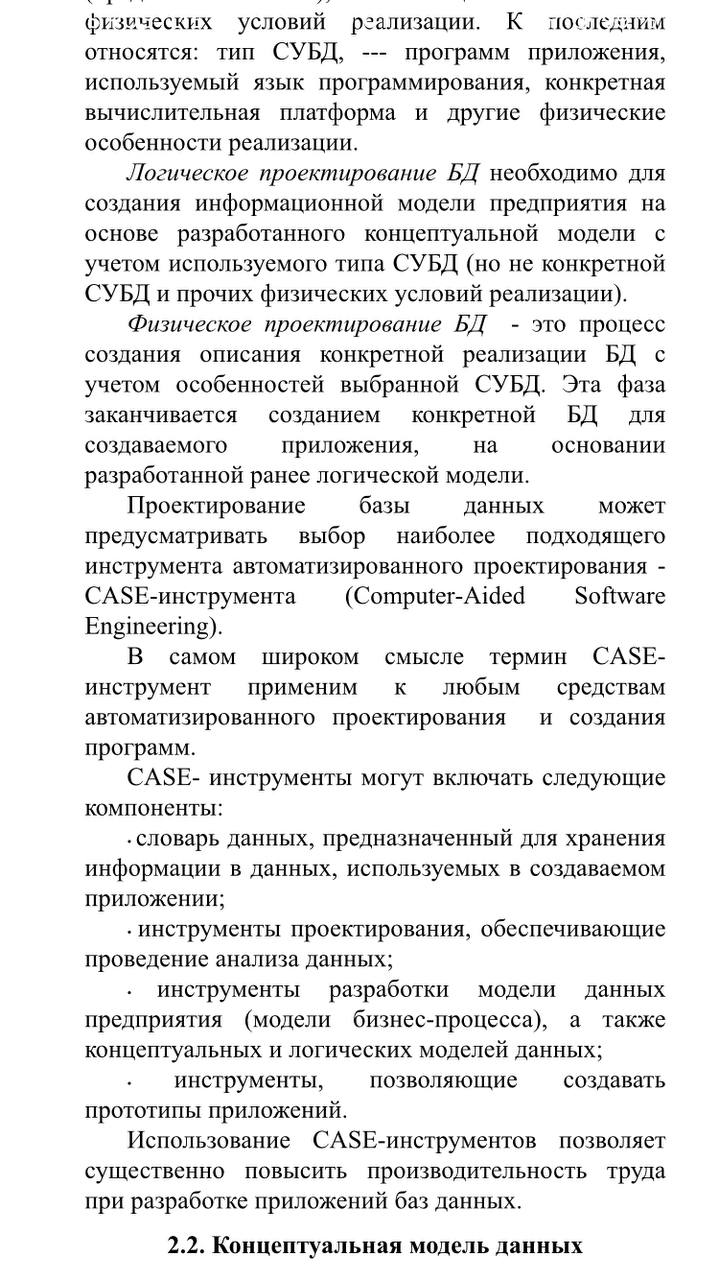 физических условий реализации. К последним
относятся: тип СУБД, --- программ приложения,
используемый язык программирования, конкретная
вычислительная платформа и другие физические
особенности реализации.
Логическое проектирование БД необходимо для
создания информационной модели предприятия на
основе разработанного концептуальной модели с
учетом используемого типа СУБД (но не конкретной
СУБД и прочих физических условий реализации).
Физическое проектирование БД - это процесс
создания описания конкретной реализации БД с
учетом особенностей выбранной СУБД. Эта фаза
заканчивается созданием конкретной БД для
создаваемого приложения, на основании
разработанной ранее логической модели.
Проектирование базы данных может
предусматривать выбор наиболее подходящего
инструмента автоматизированного проектирования -
CASE-инструмента (Computer-Aided Software
Engineering).
В самом широком смысле термин CASE-
инструмент применим к любым средствам
автоматизированного проектирования и создания
программ.
CASE- инструменты могут включать следующие
компоненты:
· словарь данных, предназначенный для хранения
информации в данных, используемых в создаваемом
приложении;
· инструменты проектирования, обеспечивающие
проведение анализа данных;
· инструменты разработки модели данных
предприятия (модели бизнес-процесса), а также
концептуальных и логических моделей данных;
· инструменты, позволяющие создавать
прототипы приложений.
Использование CASE-инструментов позволяет
существенно повысить производительность труда
при разработке приложений баз данных.
2.2. Концептуальная модель данных